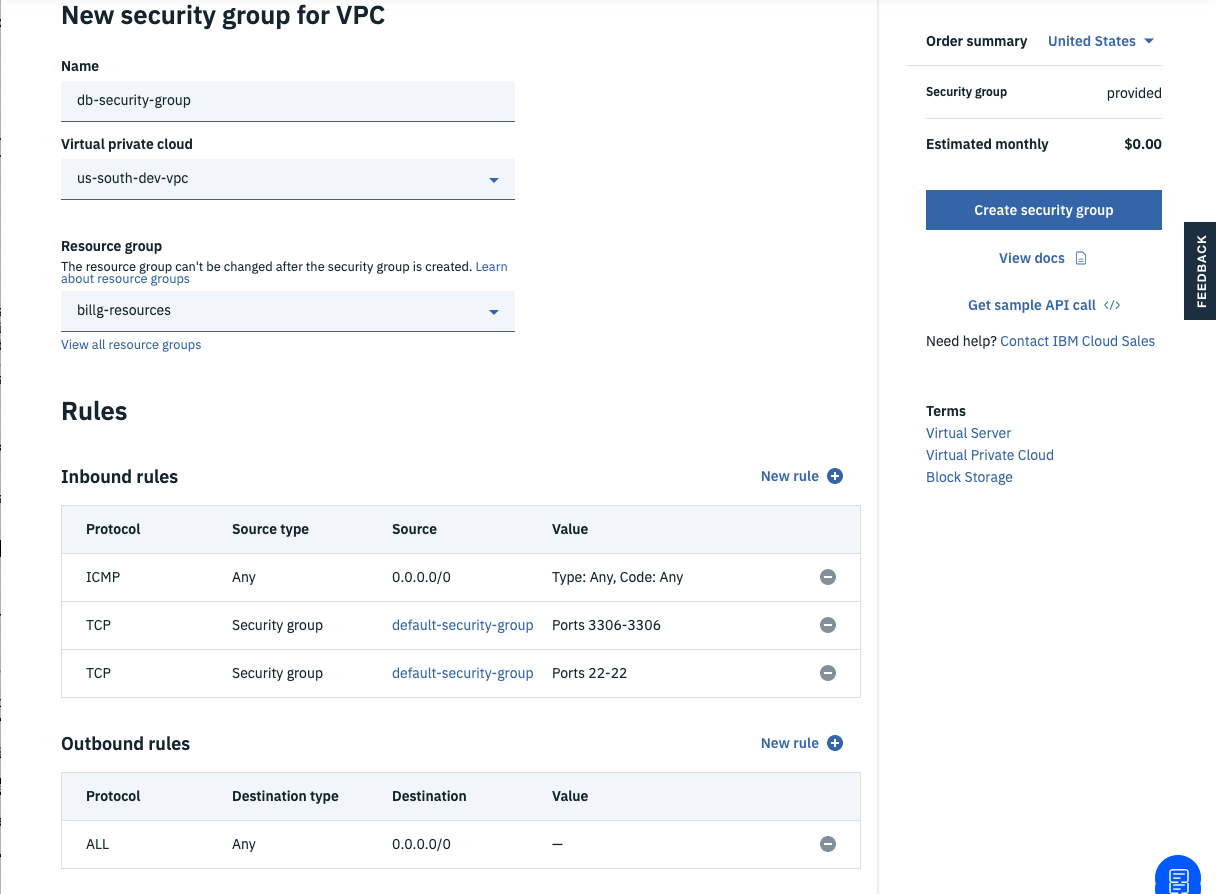 New security group for VPC
Name
db-security-group
Virtual private cloud
us-south-dev-vpc
Resource group
The resource group can't be changed after the security group is created. Learn
about resource groups
billg-resources
View all resource groups
Rules
Inbound rules
New rule
Protocol Source type Source Value
ICMP Any 0.0.0.0/0 Type: Any, Code: Any
TCP Security group default-security-group Ports 3306-3306
TCP Security group default-security-group Ports 22-22
Outbound rules
New rule
Protocol Destination type Destination Value
ALL Any 0.0.0.0/0 —
Order summary United States
Security group provided
Estimated monthly $0.00
Create security group
View docs
Get sample API call </>
Need help? Contact IBM Cloud Sales
Terms
Virtual Server
Virtual Private Cloud
Block Storage
FEEDBACK